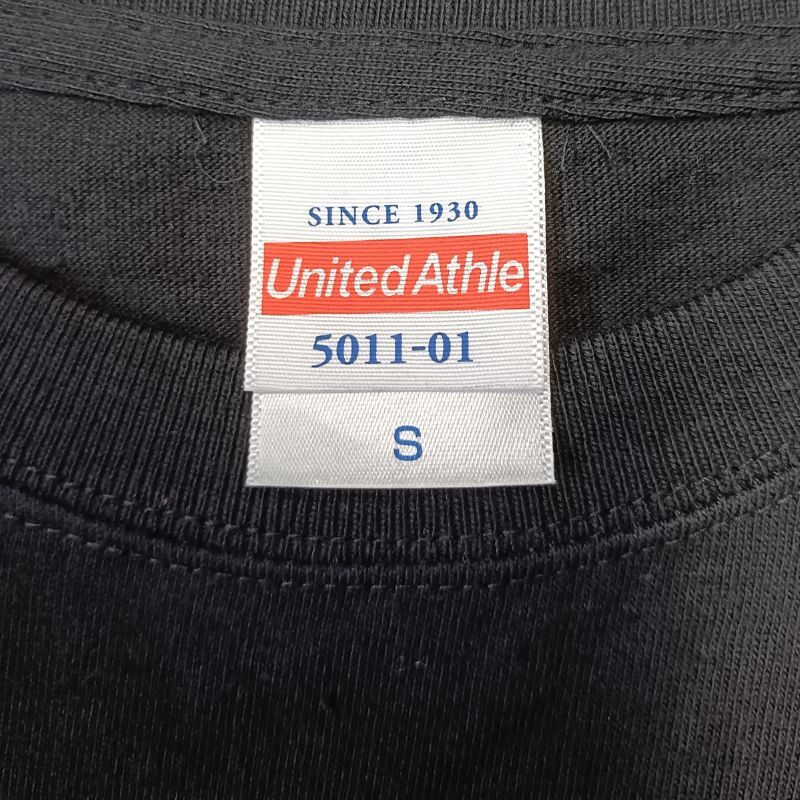 SINCE 1930
United Athle
5011-01
S